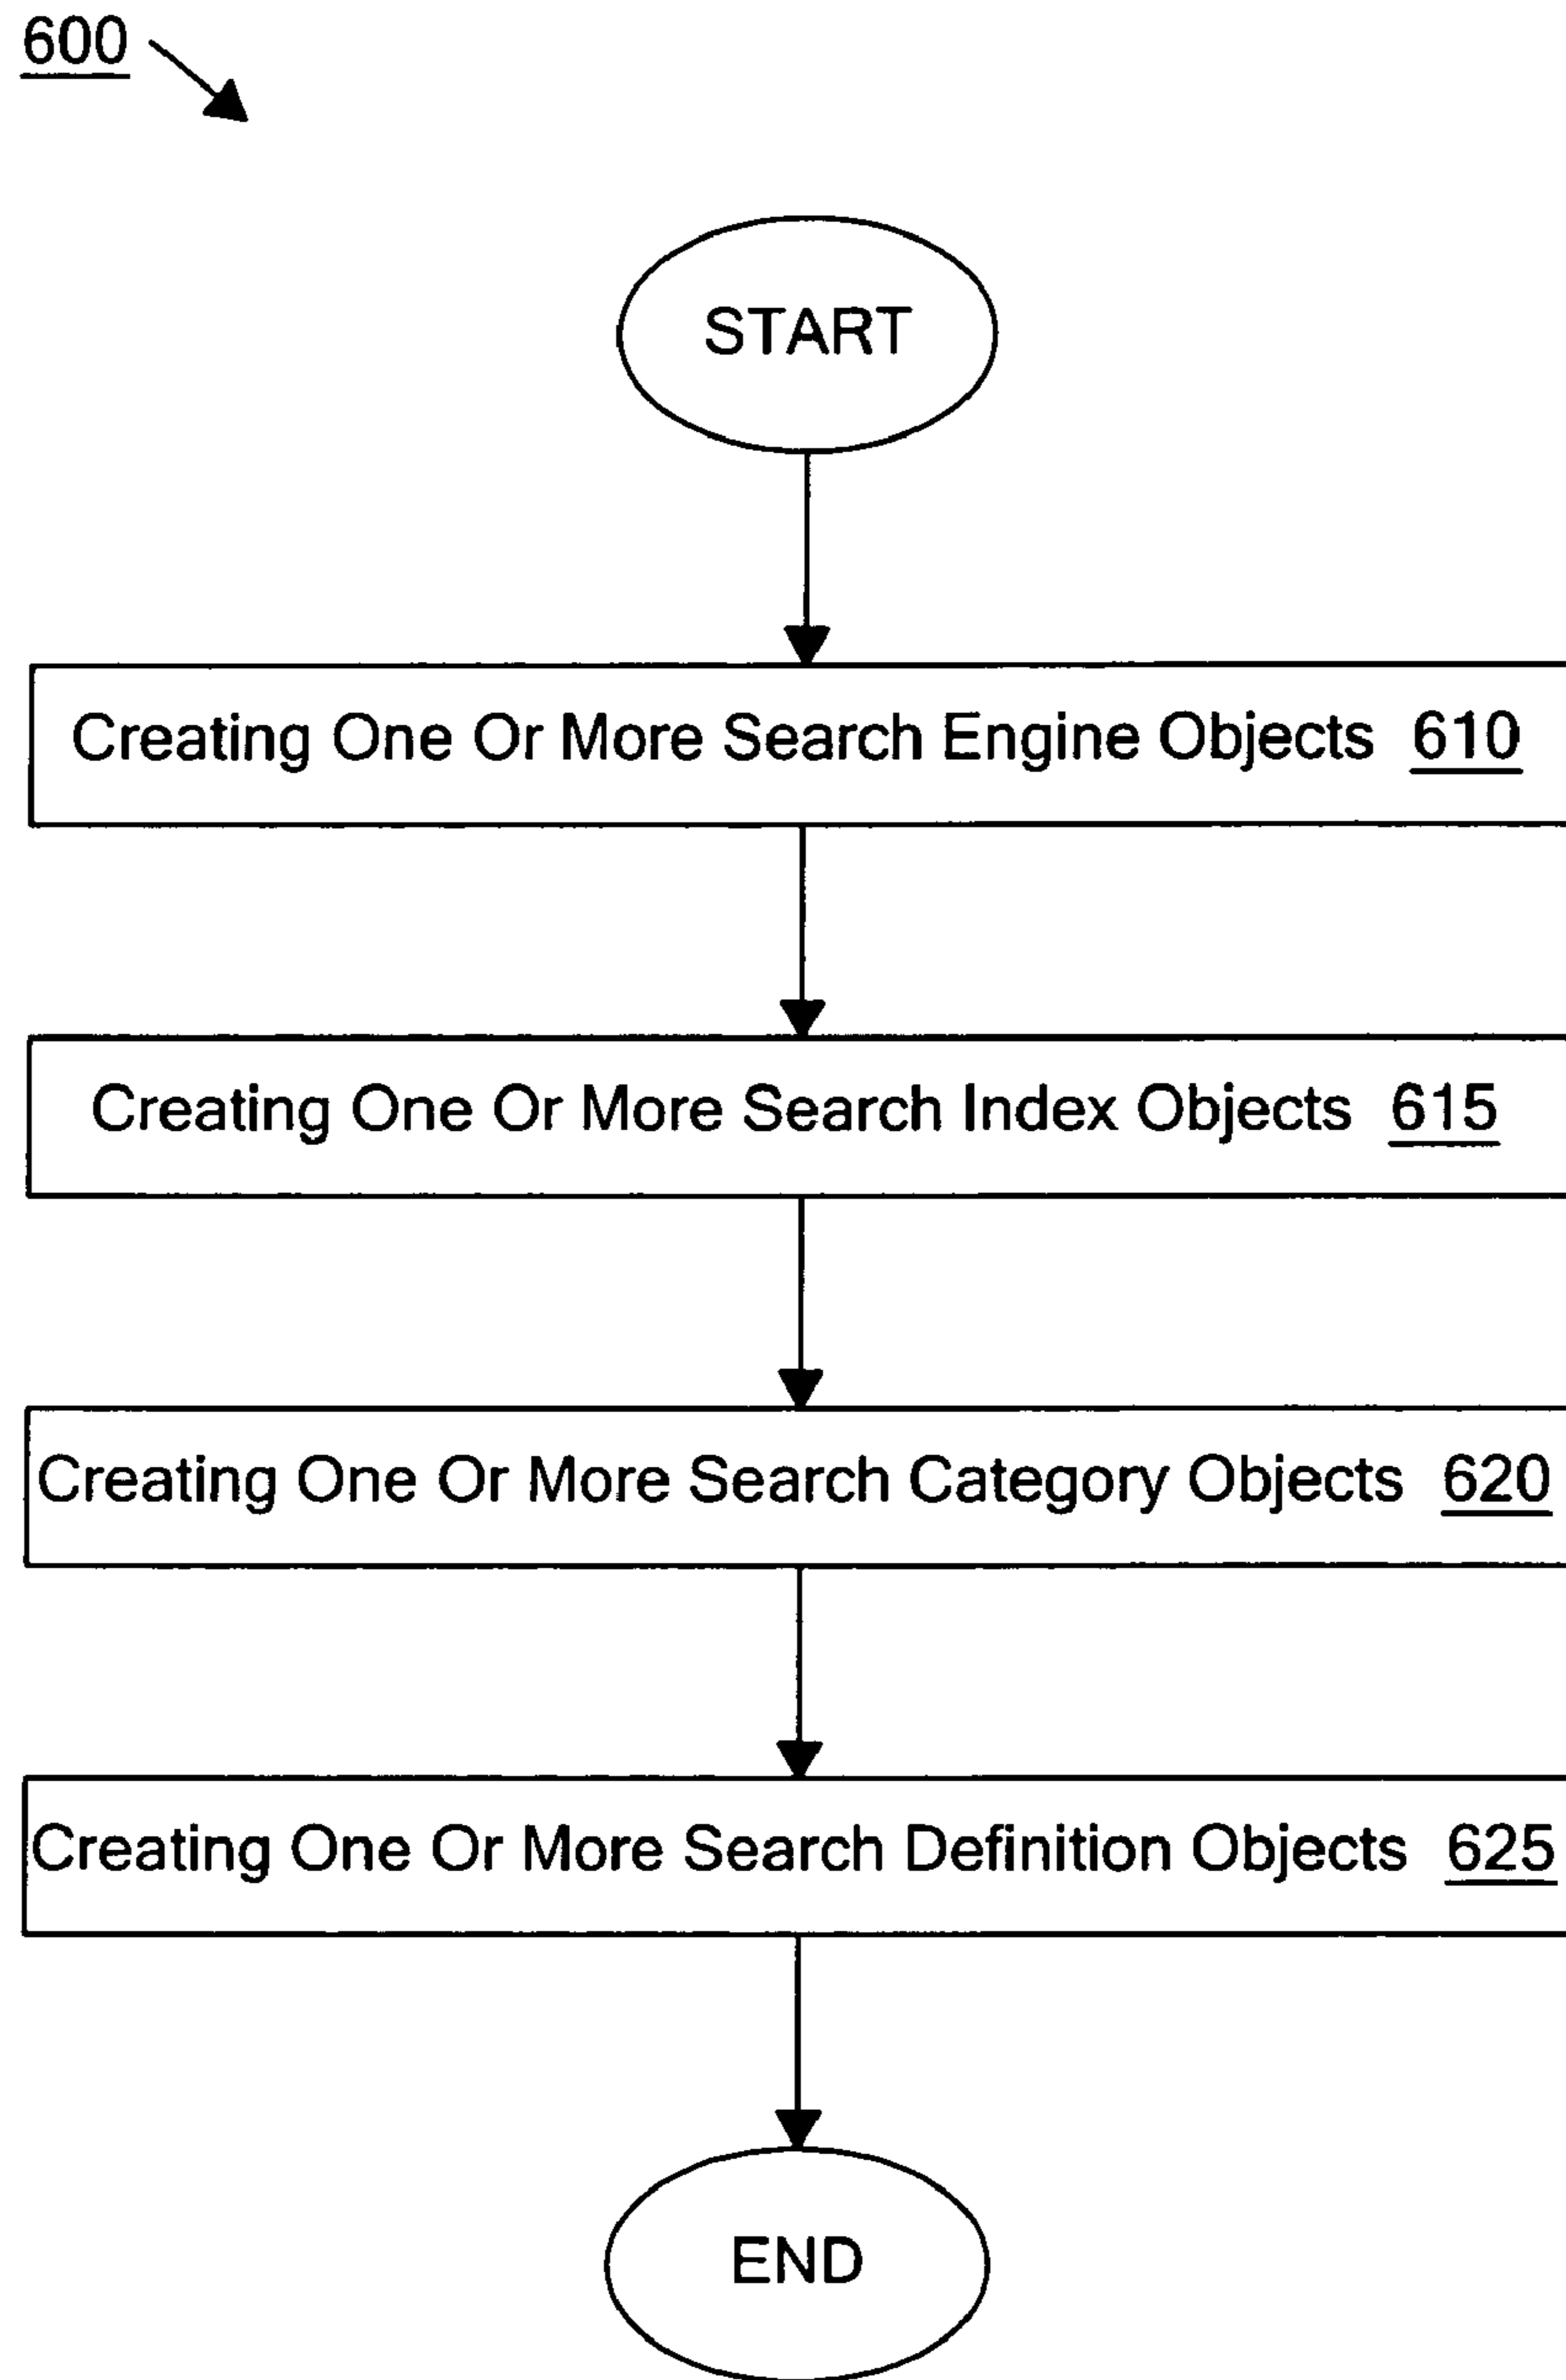 600
START
Creating One Or More Search Engine Objects 610
Creating One Or More Search Index Objects 615
Creating One Or More Search Category Objects 620
Creating One Or More Search Definition Objects 625
END